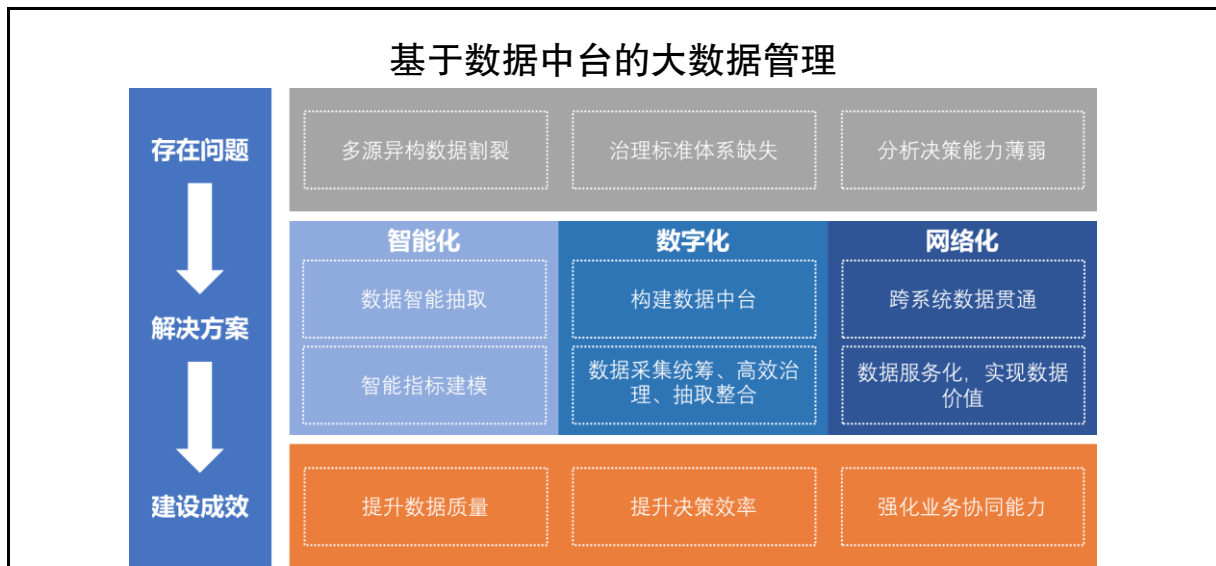 基于数据中台的大数据管理
存在问题
多源异构数据割裂
治理标准体系缺失
分析决策能力薄弱
解决方案
智能化
数字化
网络化
数据智能抽取
构建数据中台
跨系统数据贯通
智能指标建模
数据采集统筹、高效治
理、抽取整合
数据服务化，实现数据
价值
建设成效
提升数据质量
提升决策效率
强化业务协同能力